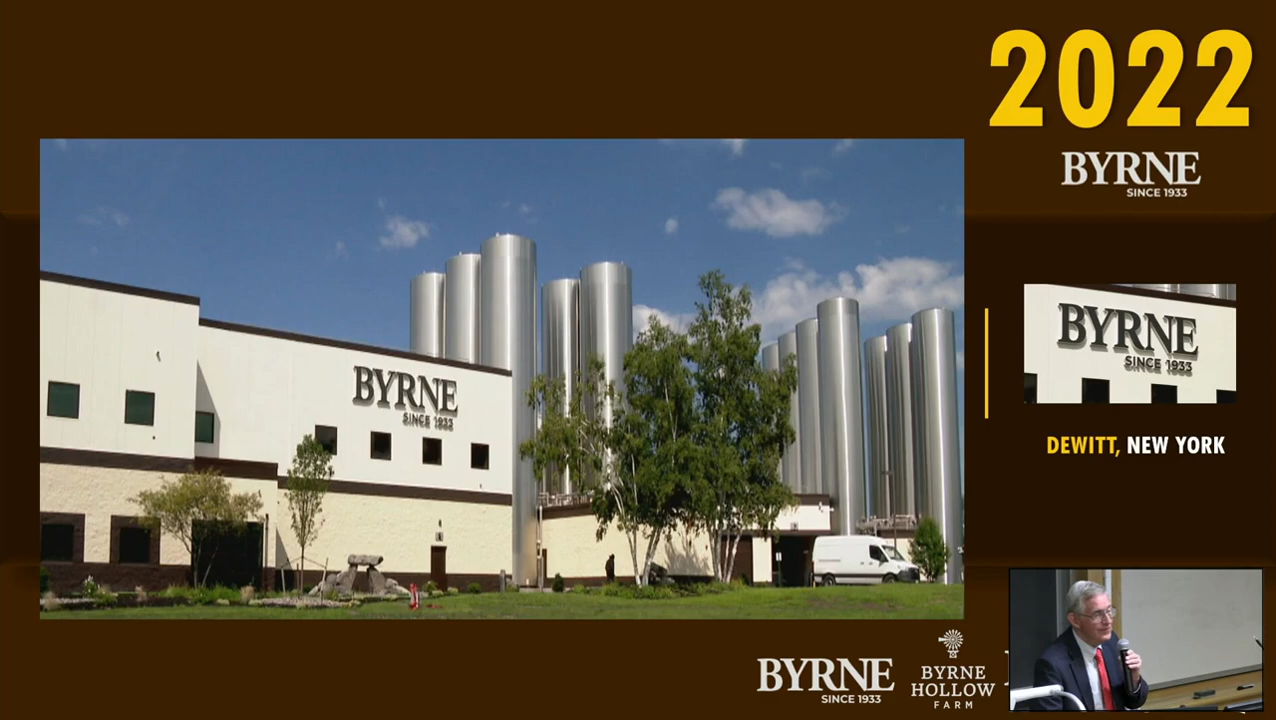 2022
BYRNE
SINCE 1933
BYRNE
SINCE 1933
BYRNE
SINCE 1933
DEWITT, NEW YORK
BYRNE
SINCE 1933
BYRNE
HOLLOW
FARM